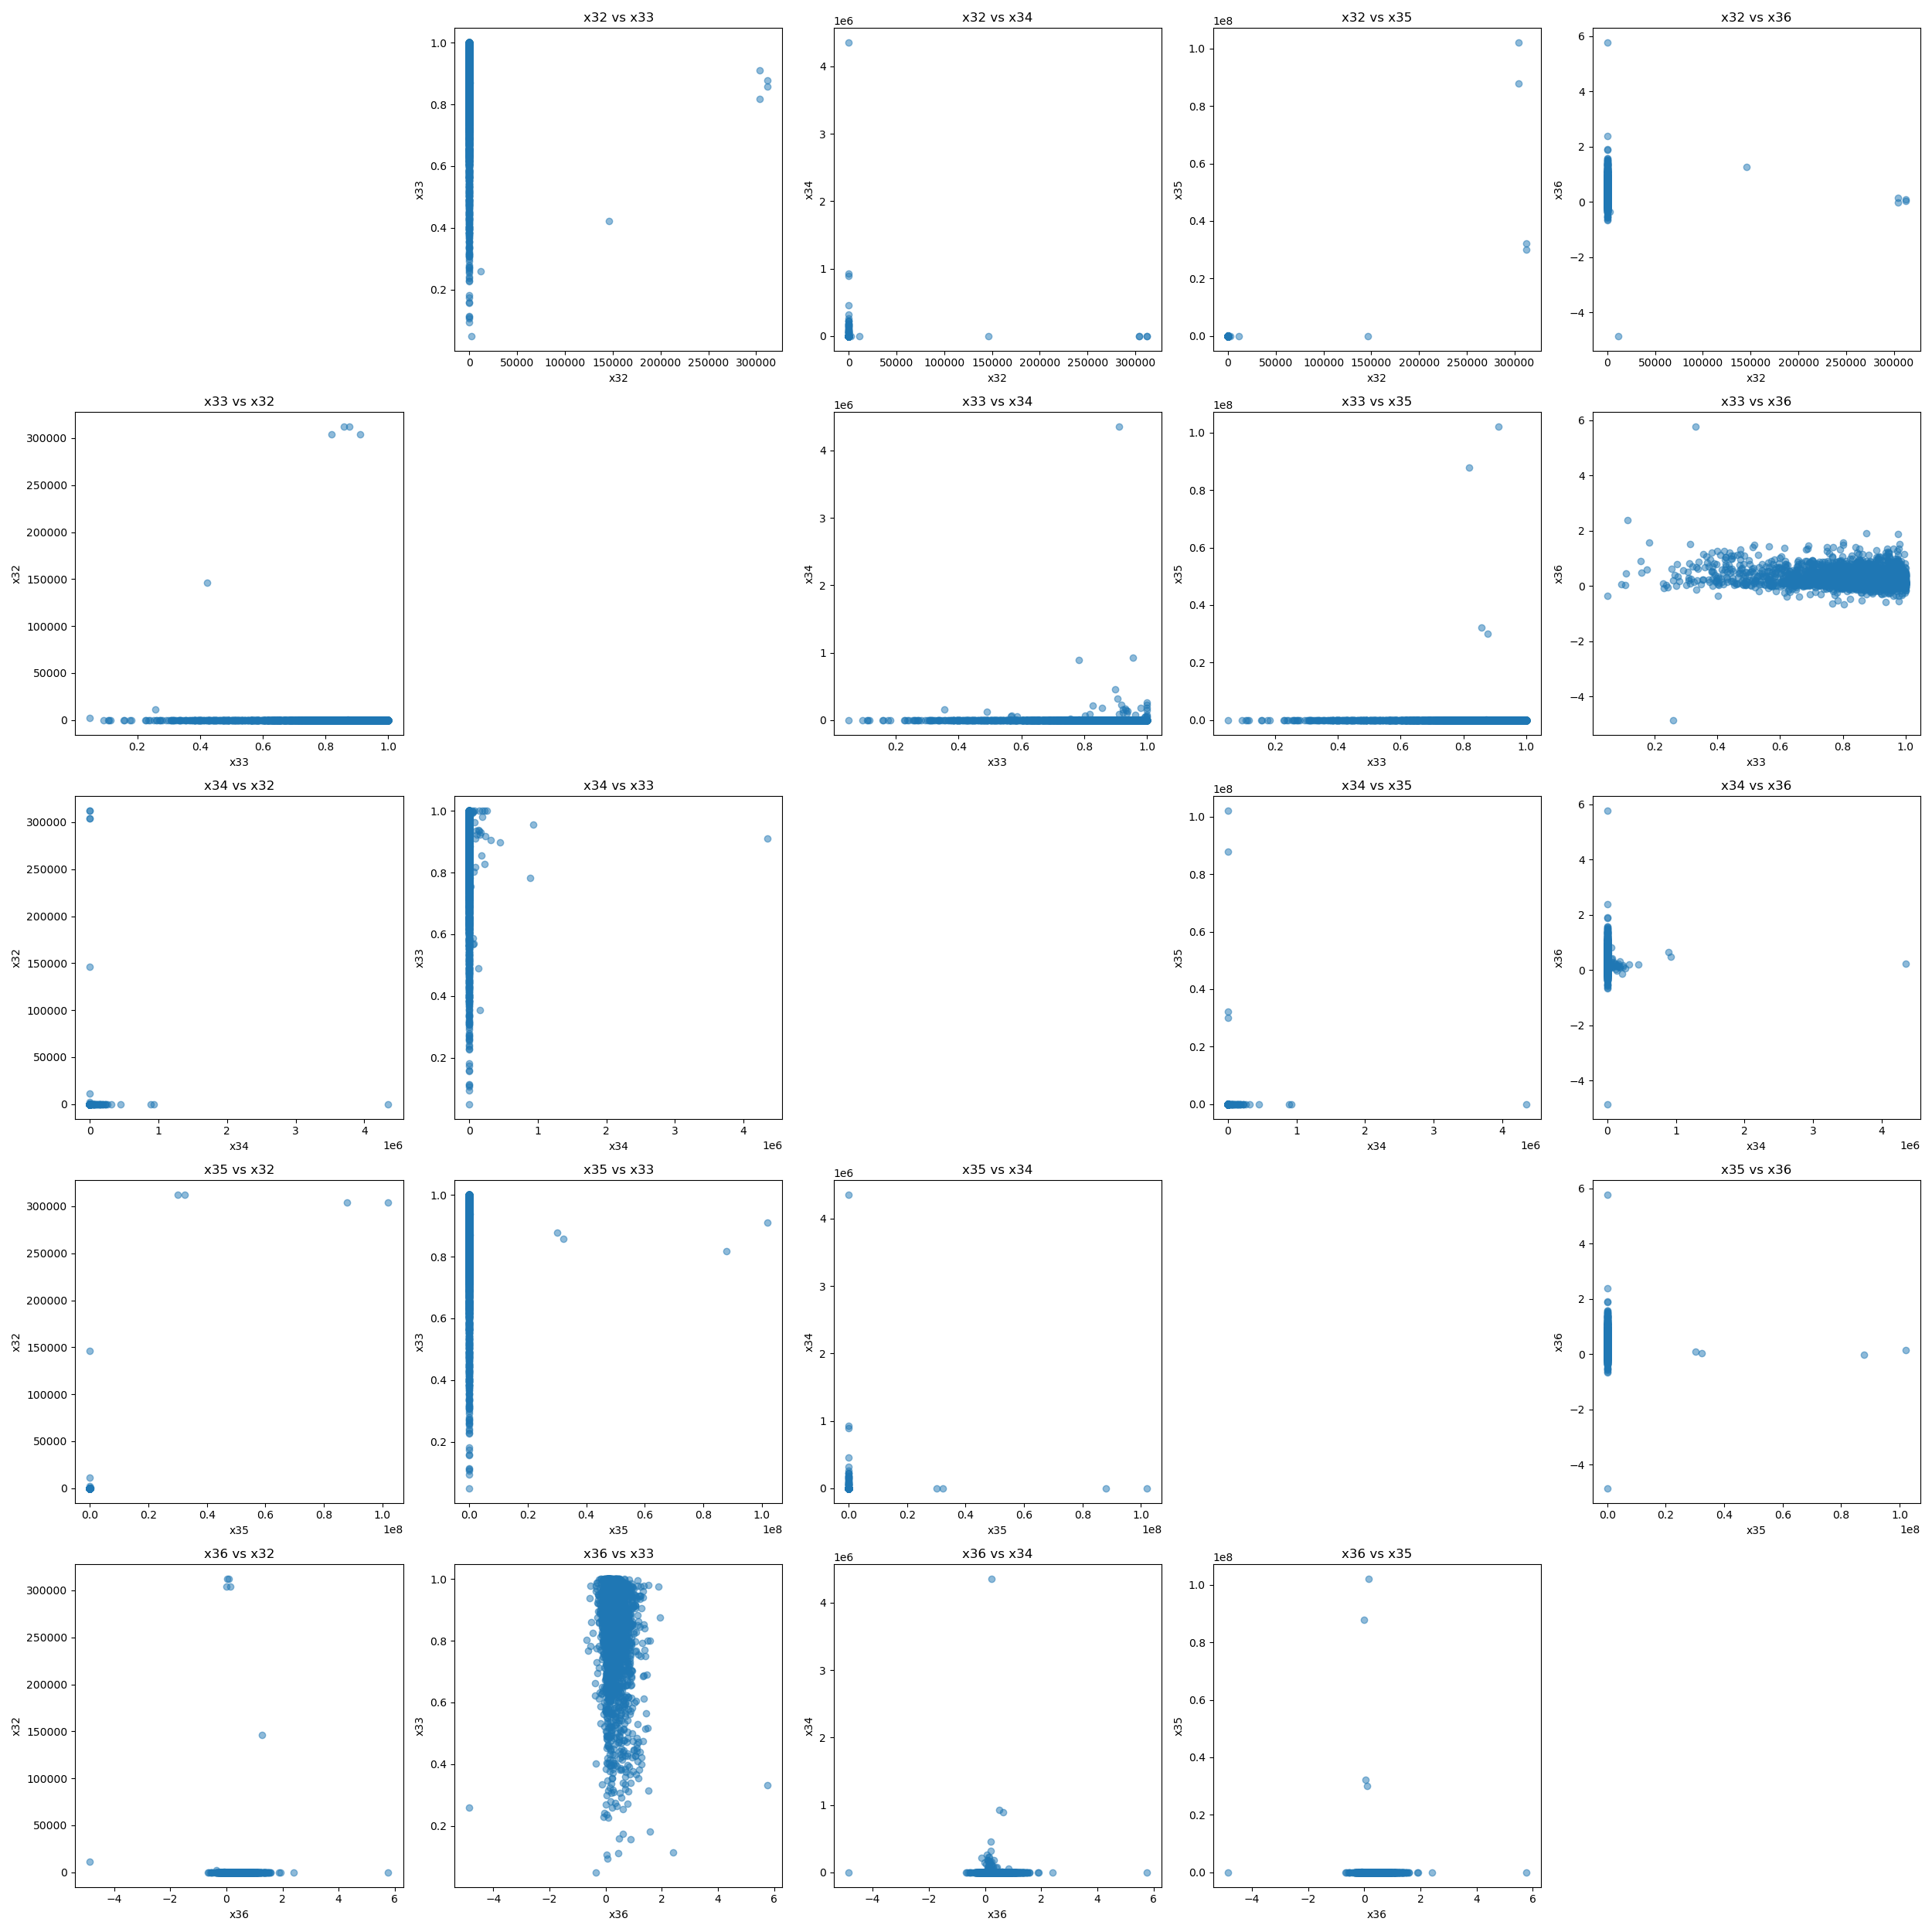 x32 vs x33
x33
1.0
0.8
0.6
0.4
0.2
0 50000 100000 150000 200000 250000 300000
x32
x32 vs x34
1e6
x34
4
3
2
1
0
0 50000 100000 150000 200000 250000 300000
x32
x32 vs x35
1e8
x35
1.0
0.8
0.6
0.4
0.2
0.0
0 50000 100000 150000 200000 250000 300000
x32
x32 vs x36
x36
6
4
2
0
−2
−4
0 50000 100000 150000 200000 250000 300000
x32
x33 vs x32
x32
300000
250000
200000
150000
100000
50000
0
0.2 0.4 0.6 0.8 1.0
x33
x33 vs x34
1e6
x34
4
3
2
1
0
0.2 0.4 0.6 0.8 1.0
x33
x33 vs x35
1e8
x35
1.0
0.8
0.6
0.4
0.2
0.0
0.2 0.4 0.6 0.8 1.0
x33
x33 vs x36
x36
6
4
2
0
−2
−4
0.2 0.4 0.6 0.8 1.0
x33
x34 vs x32
x32
300000
250000
200000
150000
100000
50000
0
0 1 2 3 4
1e6
x34
x34 vs x33
x33
1.0
0.8
0.6
0.4
0.2
0 1 2 3 4
1e6
x34
x34 vs x35
1e8
x35
1.0
0.8
0.6
0.4
0.2
0.0
0 1 2 3 4
1e6
x34
x34 vs x36
x36
6
4
2
0
−2
−4
0 1 2 3 4
1e6
x34
x35 vs x32
x32
300000
250000
200000
150000
100000
50000
0
0.0 0.2 0.4 0.6 0.8 1.0
1e8
x35
x35 vs x33
x33
1.0
0.8
0.6
0.4
0.2
0.0 0.2 0.4 0.6 0.8 1.0
1e8
x35
x35 vs x34
1e6
x34
4
3
2
1
0
0.0 0.2 0.4 0.6 0.8 1.0
1e8
x35
x35 vs x36
x36
6
4
2
0
−2
−4
0.0 0.2 0.4 0.6 0.8 1.0
1e8
x35
x36 vs x32
x32
300000
250000
200000
150000
100000
50000
0
−4 −2 0 2 4 6
x36
x36 vs x33
x33
1.0
0.8
0.6
0.4
0.2
−4 −2 0 2 4 6
x36
x36 vs x34
1e6
x34
4
3
2
1
0
−4 −2 0 2 4 6
x36
x36 vs x35
1e8
x35
1.0
0.8
0.6
0.4
0.2
0.0
−4 −2 0 2 4 6
x36